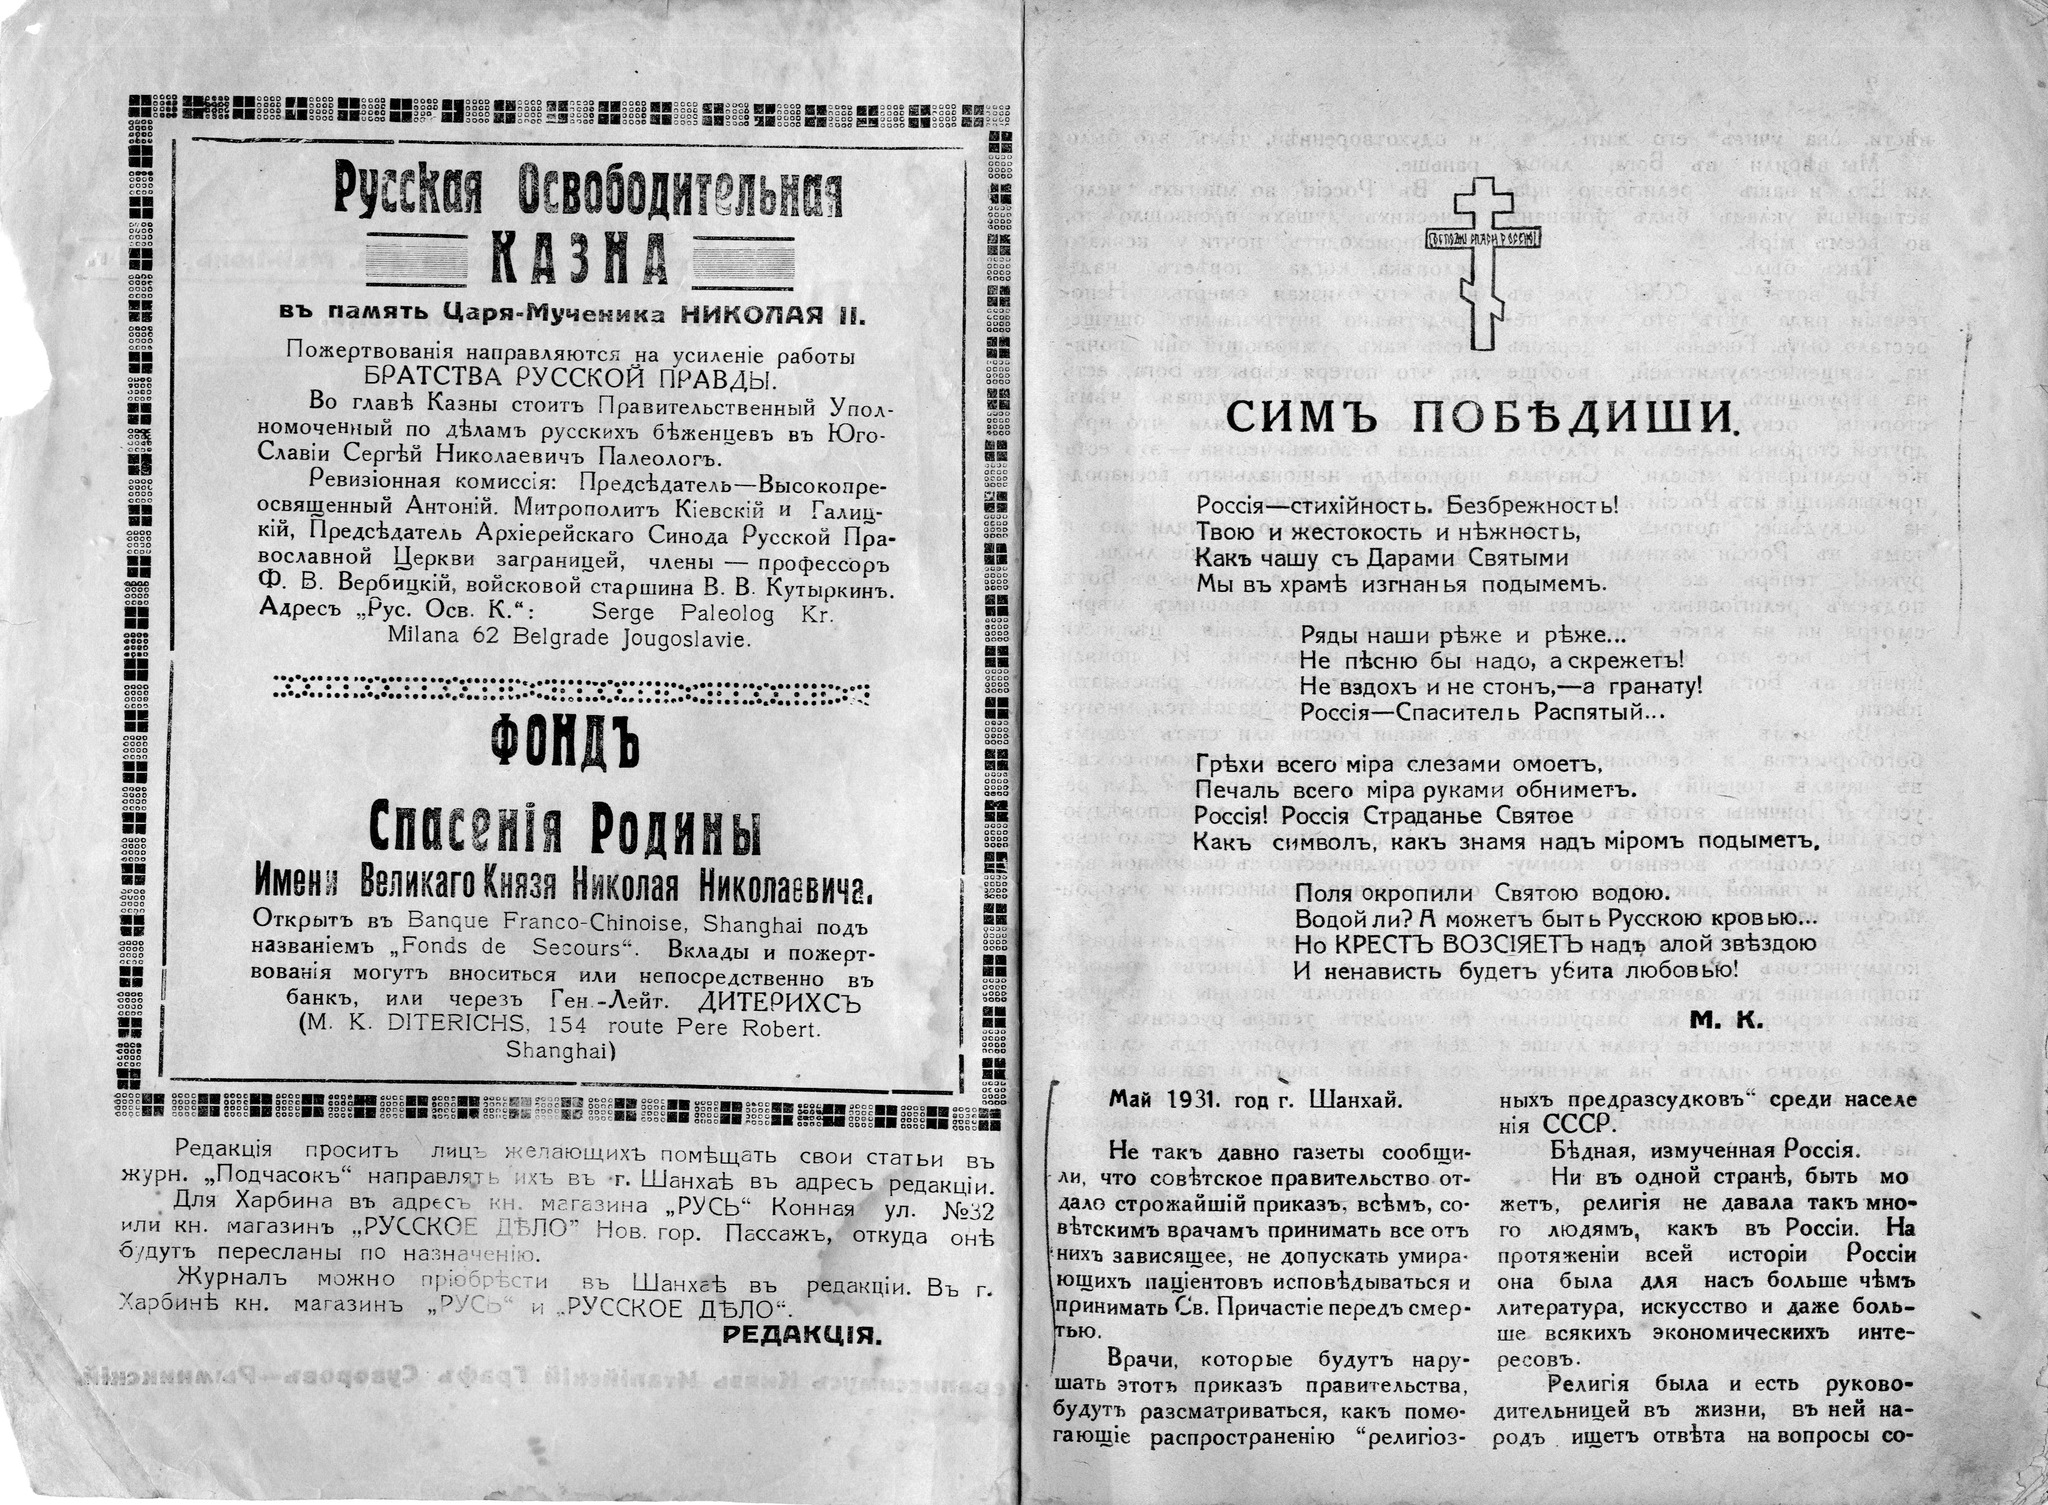 Русская Освободительная
КАЗНА
въ память Царя-Мученика НИКОЛАЯ II.
Пожертвованія направляются на усиленіе работы
БРАТСТВА РУССКОЙ ПРАВДЫ.
Во главѣ Казны стоитъ Правительственный Упол-
номоченный по дѣламъ русскихъ бѣженцевъ въ Юго-
Славіи Сергѣй Николаевичъ Палеологъ.
Ревизіонная комиссія: Предсѣдатель—Высокопре-
освященный Антоній. Митрополитъ Кіевскій и Галиц-
кій, Предсѣдатель Архіерейскаго Синода Русской Пра-
вославной Церкви заграницей, члены — профессоръ
Ф. В. Вербицкій, войсковой старшина В. В. Кутыркинъ.
Адресъ „Рус. Осв. К.“: Serge Paleolog Kr.
Milana 62 Belgrade Jougoslavie.
ФОНДЪ
Спасенія Родины
Имени Великаго Князя Николая Николаевича.
Открытъ въ Banque Franco-Chinoise, Shanghai подъ
названіемъ „Fonds de Secours“. Вклады и пожерт-
вованія могутъ вноситься или непосредственно въ
банкъ, или черезъ Ген.-Лейт. ДИТЕРИХСЪ
(M. K. DITERICHS, 154 route Pere Robert.
Shanghai)
Редакція проситъ лицъ желающихъ помѣщать свои статьи въ
журн. „Подчасокъ“ направлять ихъ въ г. Шанхаѣ въ адресъ редакціи.
Для Харбина въ адресъ кн. магазина „РУСЬ“ Конная ул. №32
или кн. магазинъ „РУССКОЕ ДѢЛО” Нов. гор. Пассажъ, откуда онѣ
будутъ пересланы по назначенію.
Журналъ можно пріобрѣсти въ Шанхаѣ въ редакціи. Въ г.
Харбинѣ кн. магазинъ „РУСЬ“ и „РУССКОЕ ДѢЛО“.
РЕДАКЦІЯ.
ГОСПОДИ СПАСИ РОССІЮ
СИМЪ ПОБѢДИШИ.
Россія—стихійность. Безбрежность!
Твою и жестокость и нѣжность,
Какъ чашу съ Дарами Святыми
Мы въ храмѣ изгнанья подымемъ.
Ряды наши рѣже и рѣже...
Не пѣсню бы надо, а скрежетъ!
Не вздохъ и не стонъ,—а гранату!
Россія—Спаситель Распятый...
Грѣхи всего міра слезами омоетъ,
Печаль всего міра руками обниметъ.
Россія! Россія Страданье Святое
Какъ символъ, какъ знамя надъ міромъ подыметъ,
Поля окропили Святою водою.
Водой ли? А можетъ быть Русскою кровью...
Но КРЕСТЪ ВОЗСІЯЕТЪ надъ алой звѣздою
И ненависть будетъ убита любовью!
М. К.
Май 1931. год г. Шанхай.
Не такъ давно газеты сообщи-
ли, что совѣтское правительство от-
дало строжайшій приказъ, всѣмъ, со-
вѣтскимъ врачамъ принимать все отъ
нихъ зависящее, не допускать умира-
ющихъ паціентовъ исповѣдываться и
принимать Св. Причастіе передъ смер-
тью.
Врачи, которые будутъ нару-
шать этотъ приказъ правительства,
будутъ разсматриваться, какъ помо-
гающіе распространенію “религіоз-
ныхъ предразсудковъ“ среди населе
нія СССР.
Бѣдная, измученная Россія.
Ни въ одной странѣ, быть мо
жетъ, религія не давала такъ мно-
го людямъ, какъ въ Россіи. На
протяженіи всей исторіи Россіи
она была для насъ больше чѣмъ
литература, искусство и даже боль-
ше всякихъ экономическихъ инте-
ресовъ.
Религія была и есть руково-
дительницей въ жизни, въ ней на-
родъ ищетъ отвѣта на вопросы со-